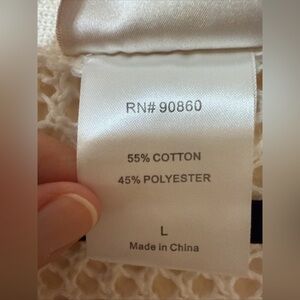 RN# 90860
55% COTTON
45% POLYESTER
L
Made in China